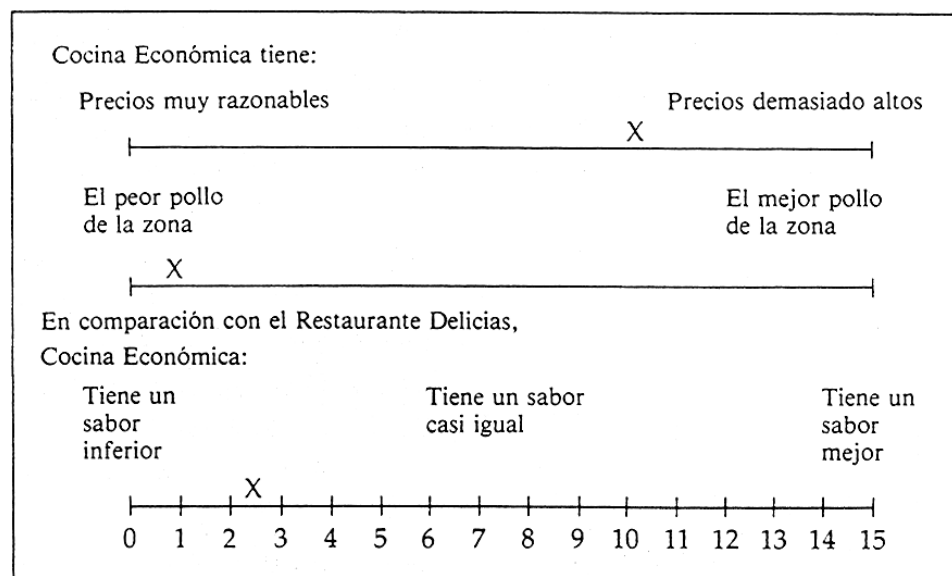 Cocina Económica tiene:
Precios muy razonables Precios demasiado altos
X
El peor pollo El mejor pollo
de la zona de la zona
X
En comparación con el Restaurante Delicias,
Cocina Económica:
Tiene un Tiene un sabor Tiene un
sabor casi igual sabor
inferior mejor
X
0 1 2 3 4 5 6 7 8 9 10 11 12 13 14 15